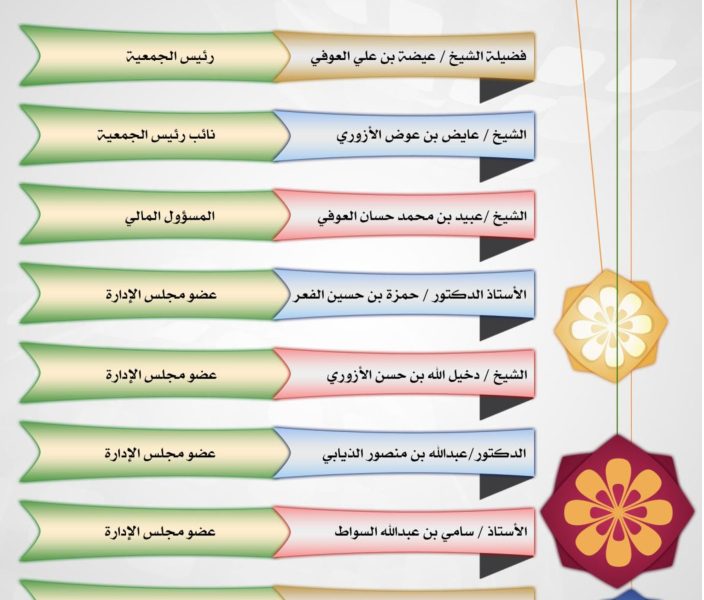 فضيلة الشيخ / عيضة بن علي العوفي رئيس الجمعية
الشيخ / عايض بن عوض الأزوري نائب رئيس الجمعية
الشيخ /عبيد بن محمد حسان العوفي المسؤول المالي
الأستاذ الدكتور / حمزة بن حسين الفعر عضو مجلس الإدارة
الشيخ / دخيل الله بن حسن الأزوري عضو مجلس الإدارة
الدكتور/عبدالله بن منصور الذيابي عضو مجلس الإدارة
الأستاذ / سامي بن عبدالله السواط عضو مجلس الإدارة